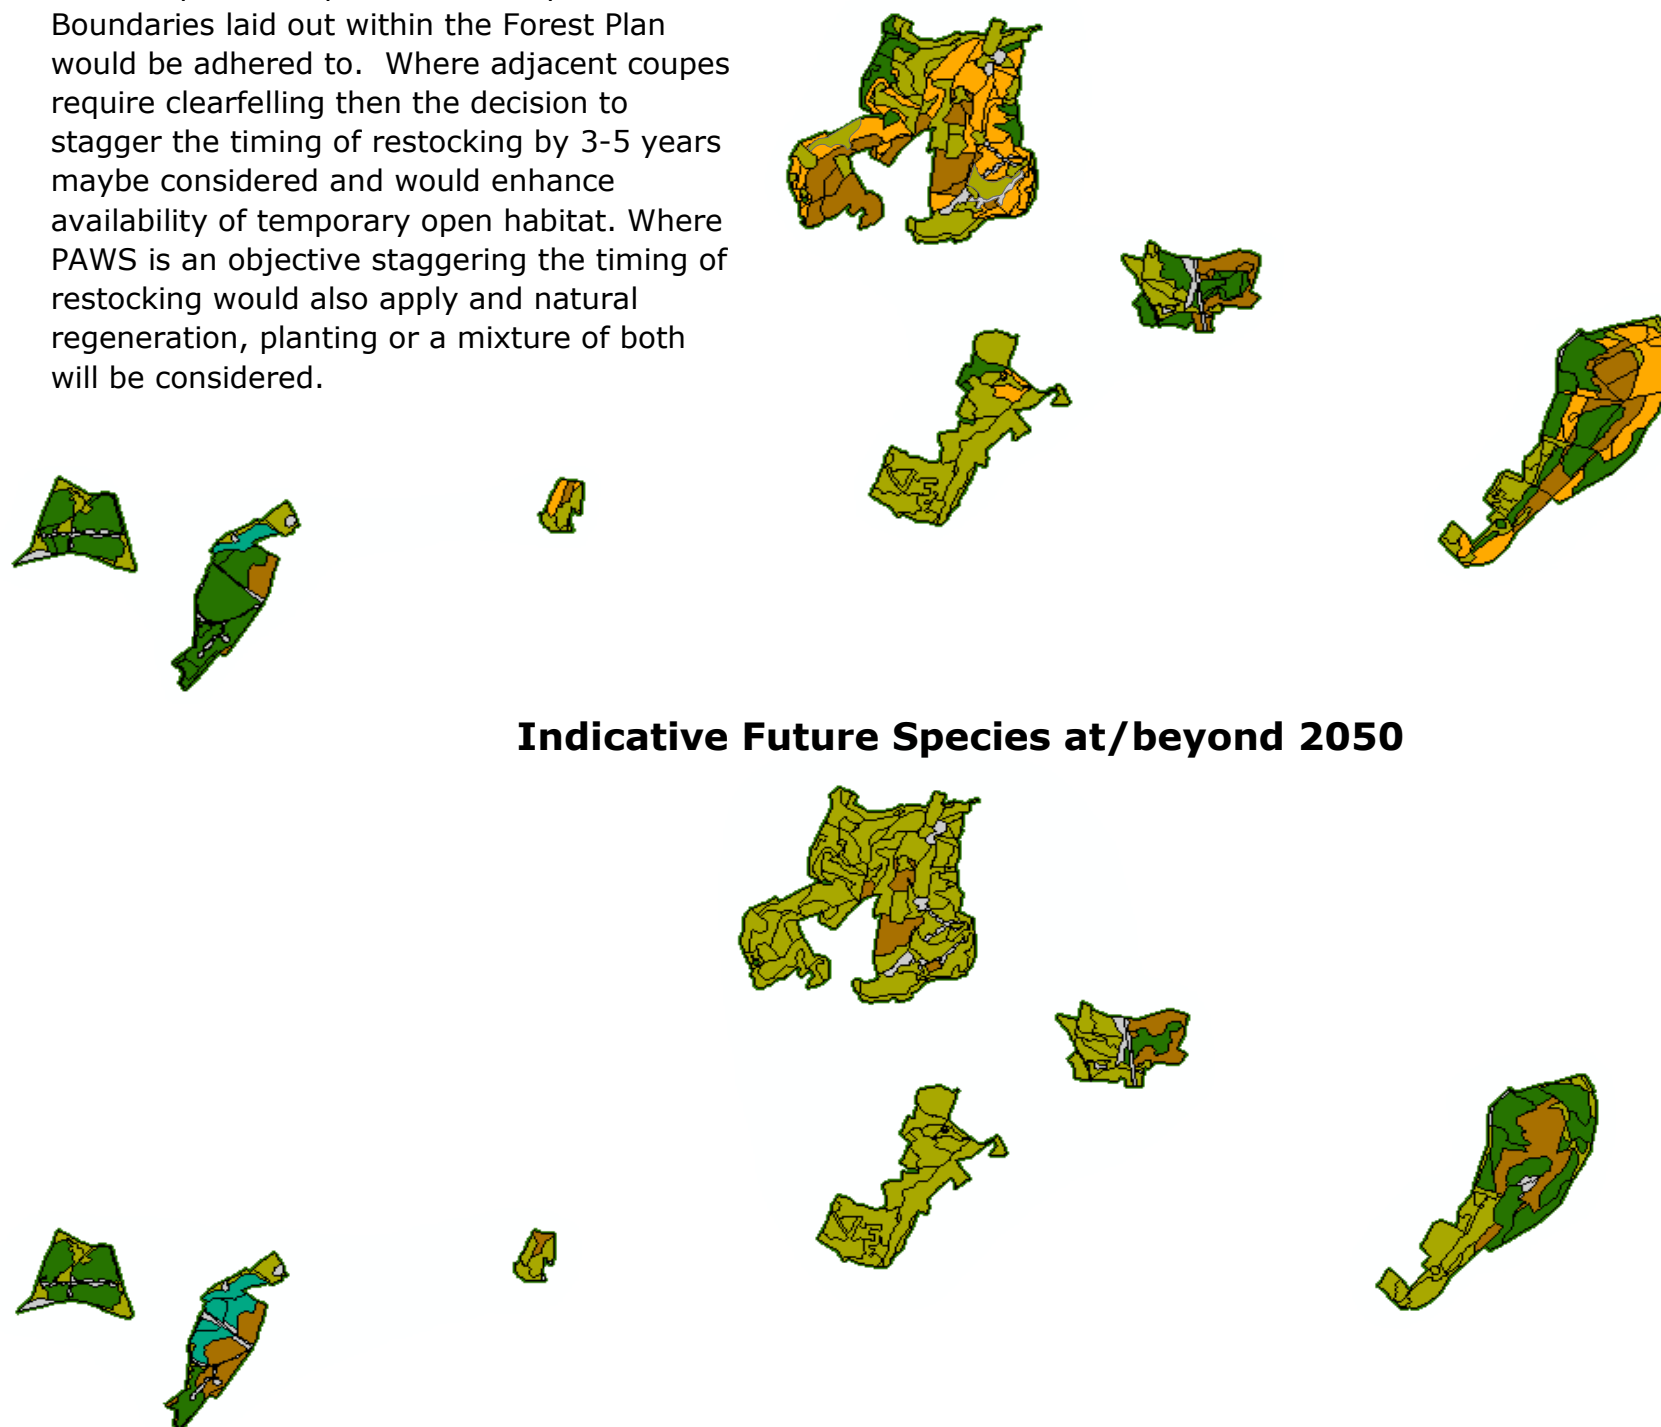 Boundaries laid out within the Forest Plan
would be adhered to.  Where adjacent coupes
require clearfelling then the decision to
stagger the timing of restocking by 3-5 years
maybe considered and would enhance
availability of temporary open habitat. Where
PAWS is an objective staggering the timing of
restocking would also apply and natural
regeneration, planting or a mixture of both
will be considered.
Indicative Future Species at/beyond 2050